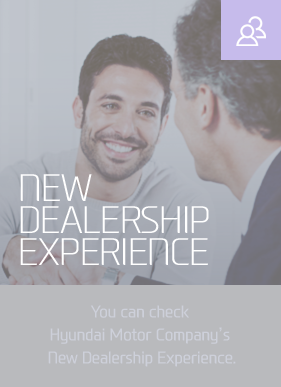 NEW
DEALERSHIP
EXPERIENCE
You can check
Hyundai Motor Company's
New Dealership Experience.